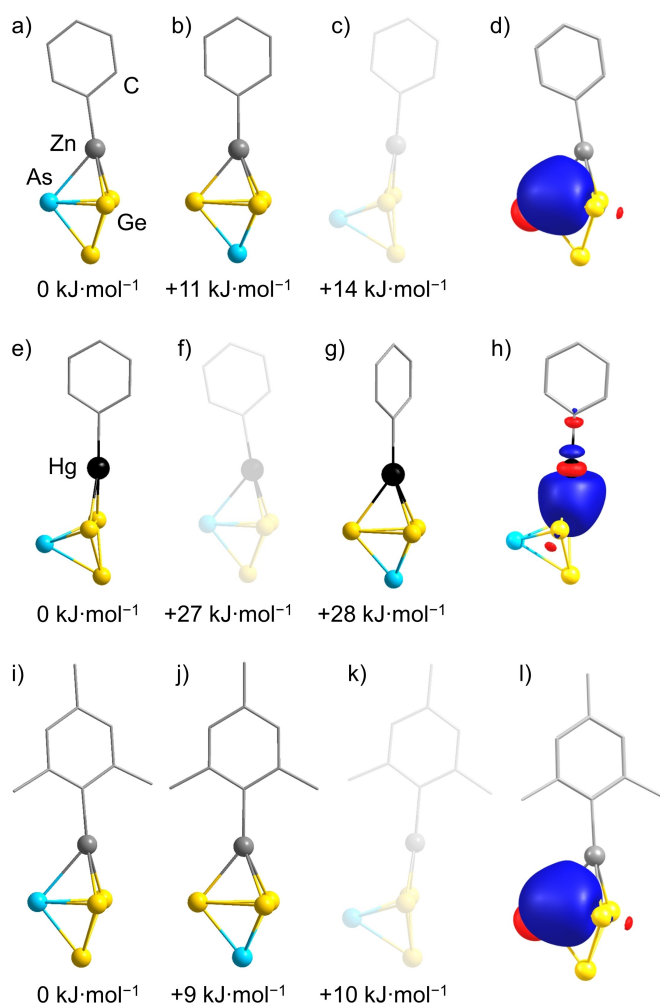 a) b) c) d)
C
Zn
As
Ge
0 kJ·mol⁻¹ +11 kJ·mol⁻¹ +14 kJ·mol⁻¹
e) f) g) h)
Hg
0 kJ·mol⁻¹ +27 kJ·mol⁻¹ +28 kJ·mol⁻¹
i) j) k) l)
0 kJ·mol⁻¹ +9 kJ·mol⁻¹ +10 kJ·mol⁻¹